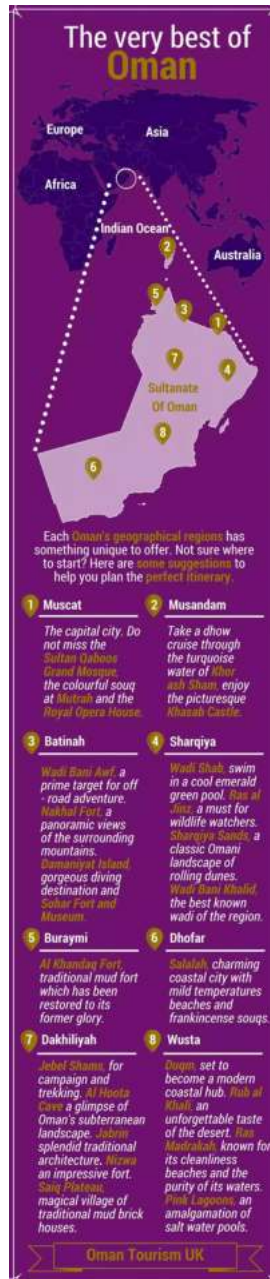 The very best of
Oman
Europe
Asia
Africa
Indian Ocean
Australia
2
5
3
1
7
4
Sultanate
Of Oman
8
6
Each Oman's geographical regions has
something unique to offer. Not sure where
to start? Here are some suggestions to
help you plan the perfect itinerary.
1 Muscat
The capital city. Do
not miss the
Sultan Qaboos
Grand Mosque,
the colourful souq
at Mutrah and the
Royal Opera House.
2 Musandam
Take a dhow
cruise through
the turquoise
water of Khor
ash Sham, enjoy
the picturesque
Khasab Castle.
3 Batinah
Wadi Bani Awf, a
prime target for off
- road adventure.
Nakhal Fort, a
panoramic views
of the surrounding
mountains.
Damaniyat Island,
gorgeous diving
destination and
Sohar Fort and
Museum.
4 Sharqiya
Wadi Shab, swim
in a cool emerald
green pool. Ras al
Jinz, a must for
wildlife watchers.
Sharqiya Sands, a
classic Omani
landscape of
rolling dunes.
Wadi Bani Khalid,
the best known
wadi of the region.
5 Buraymi
Al Khandaq Fort,
traditional mud fort
which has been
restored to its
former glory.
6 Dhofar
Salalah, charming
coastal city with
mild temperatures
beaches and
frankincense souqs.
7 Dakhiliyah
Jebel Shams, for
campaign and
trekking. Al Hoota
Cave a glimpse of
Oman's subterranean
landscape. Jabrin
splendid traditional
architecture, Nizwa
an impressive fort.
Saiq Plateau,
magical village of
traditional mud brick
houses.
8 Wusta
Duqm, set to
become a modern
coastal hub. Rub al
Khali, an
unforgettable taste
of the desert. Ras
Madrakah, known for
its cleanliness
beaches and the
purity of its waters.
Pink Lagoons, an
amalgamation of
salt water pools.
Oman Tourism UK